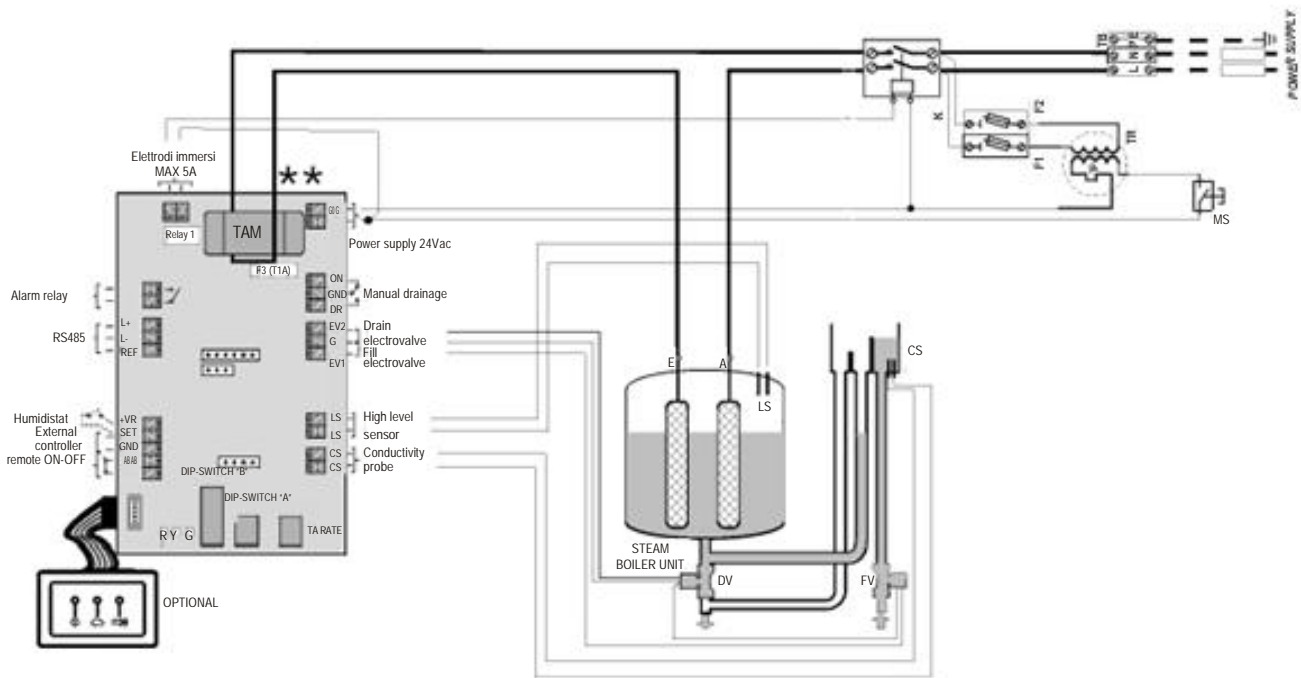 TB
PE
N
L
POWER SUPPLY
K
F2
F1
TR
MS
Elettrodi immersi
MAX 5A
**
Relay 1
TAM
F3 (T1A)
Power supply 24Vac
Alarm relay
ON
GND
DR
Manual drainage
RS485
L+
L-
REF
EV2
G
EV1
Drain
electrovalve
Fill
electrovalve
E
A
LS
CS
Humidistat
External
controller
remote ON-OFF
+VR
SET
GND
ABAB
LS
LS
High level
sensor
CS
CS
Conductivity
probe
DIP-SWITCH "B"
DIP-SWITCH "A"
R Y G
TA RATE
OPTIONAL
STEAM
BOILER UNIT
DV
FV